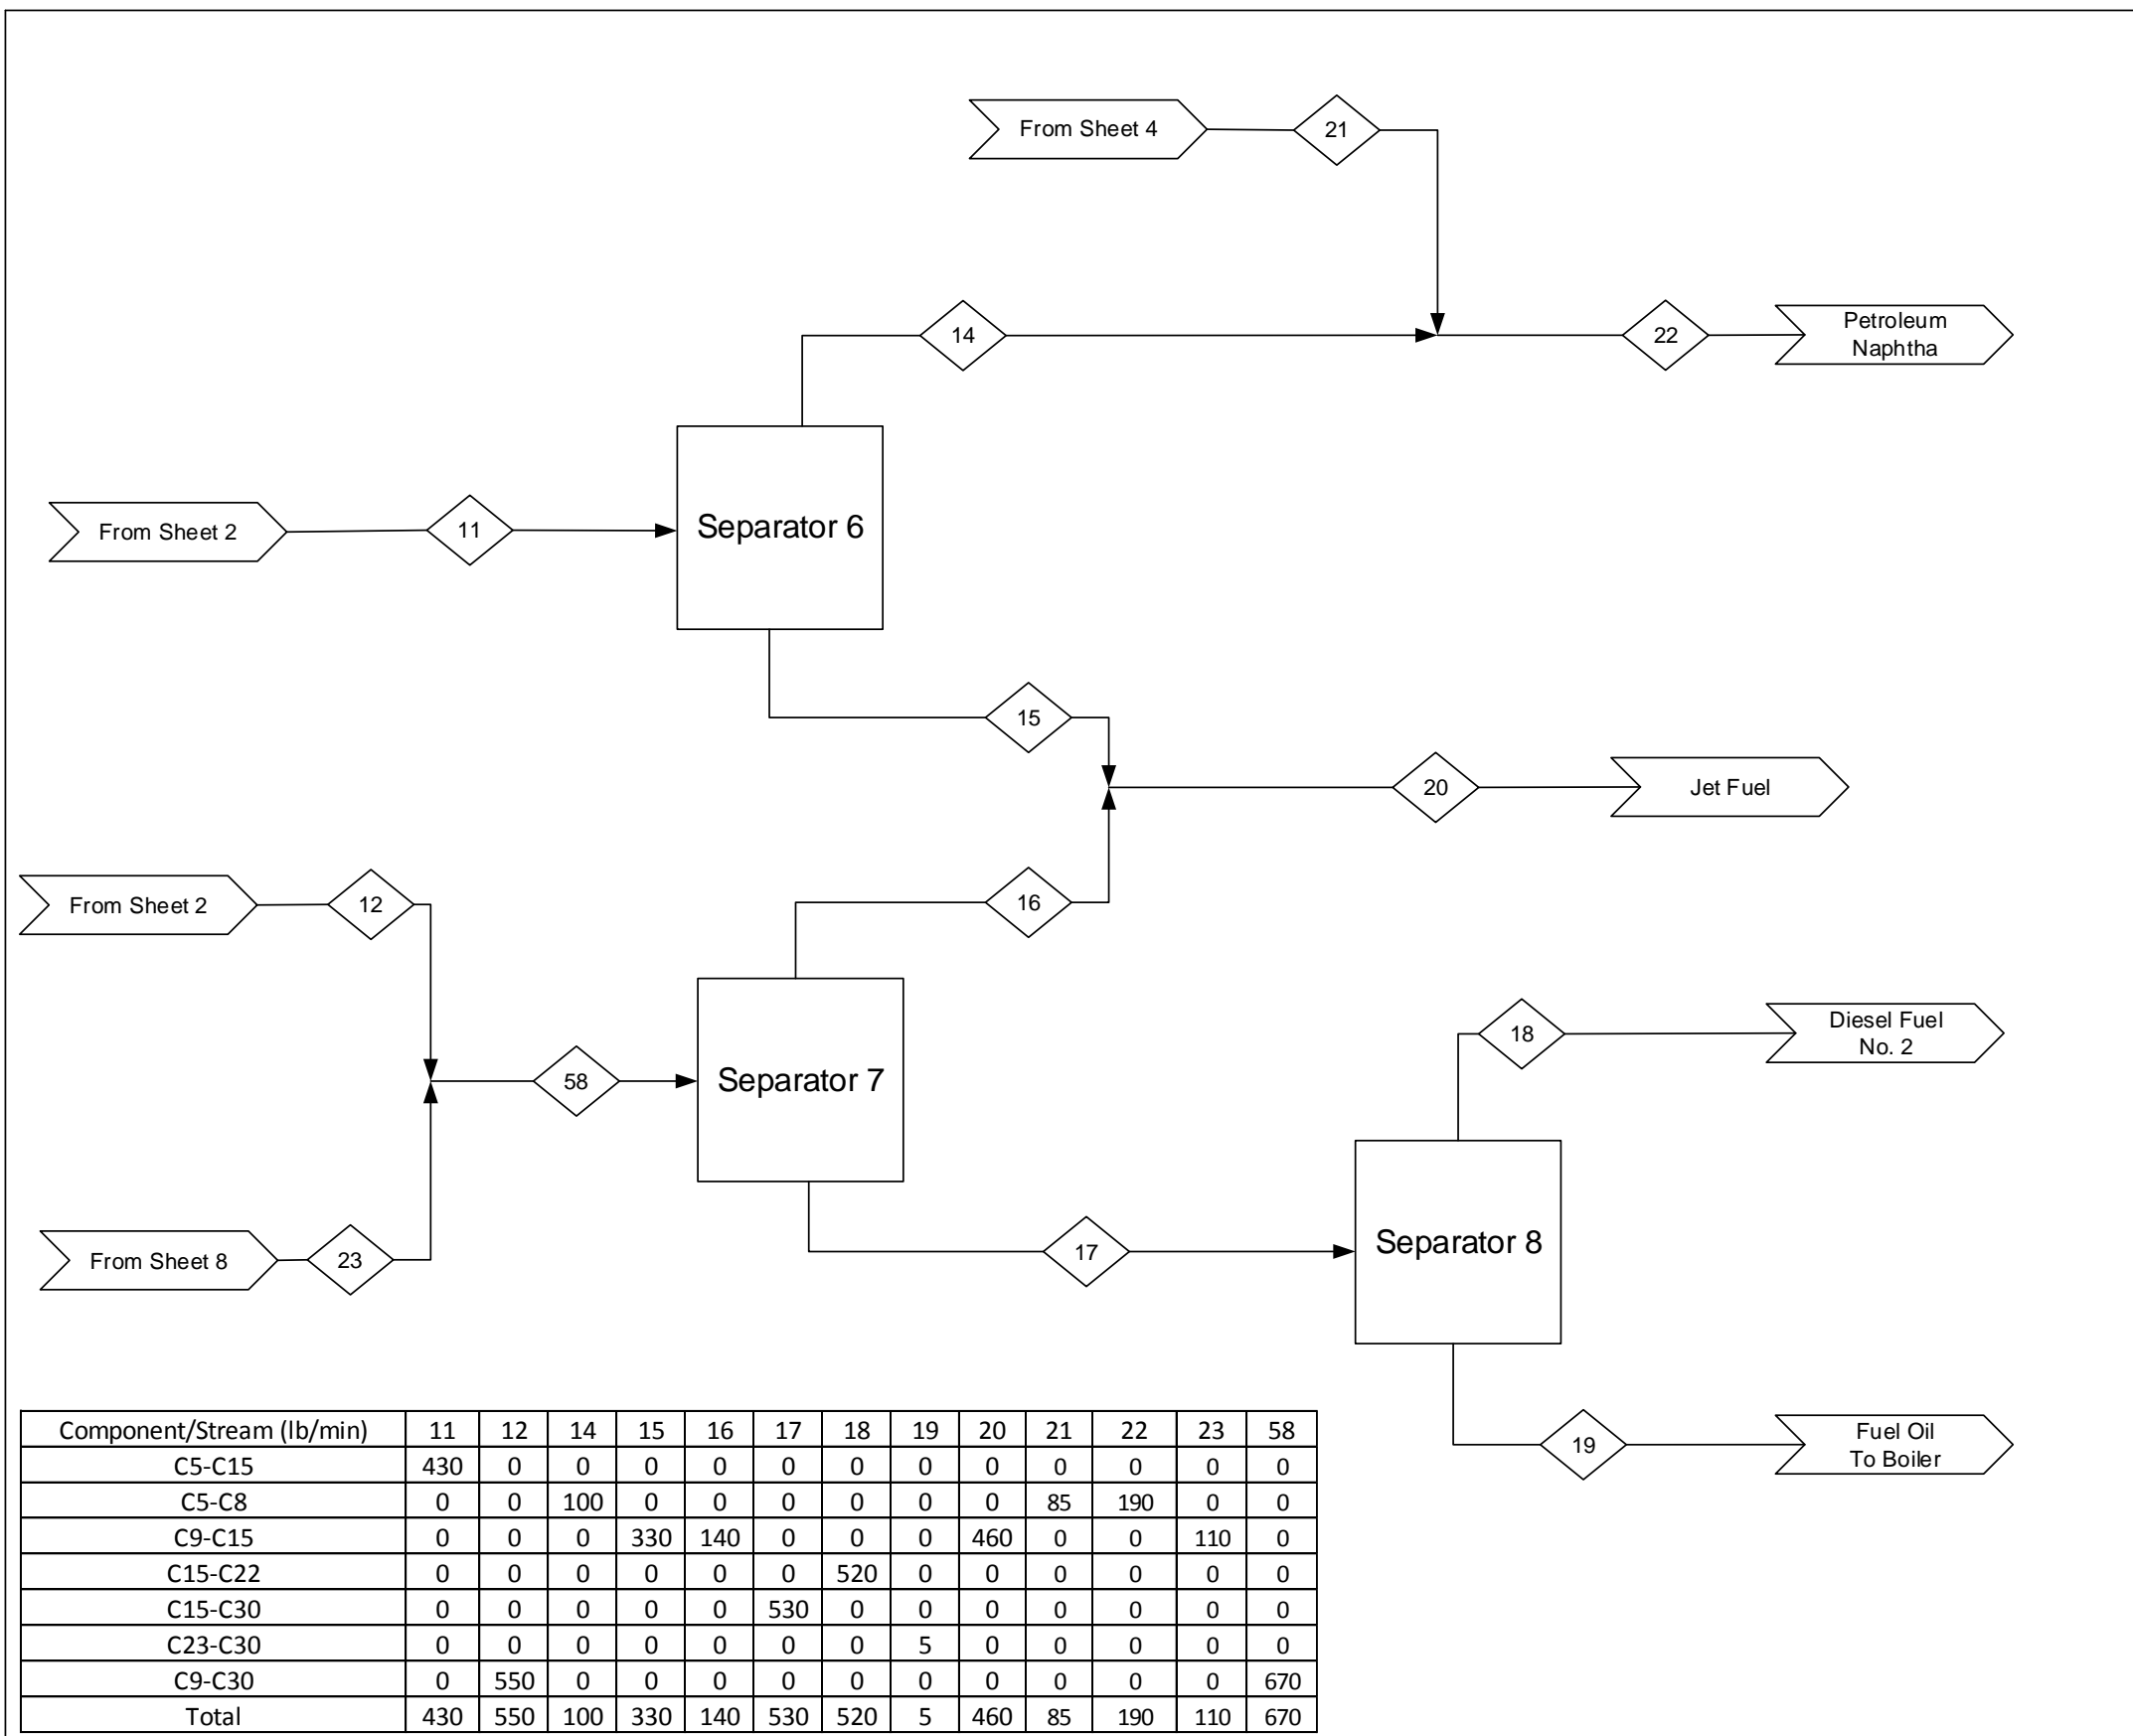 From Sheet 4
21
14
22
Petroleum
Naphtha
From Sheet 2
11
Separator 6
15
20
Jet Fuel
From Sheet 2
12
16
58
Separator 7
18
Diesel Fuel
No. 2
From Sheet 8
23
17
Separator 8
19
Fuel Oil
To Boiler
Component/Stream (lb/min) 11 12 14 15 16 17 18 19 20 21 22 23 58
C5-C15 430 0 0 0 0 0 0 0 0 0 0 0 0
C5-C8 0 0 100 0 0 0 0 0 0 85 190 0 0
C9-C15 0 0 0 330 140 0 0 0 460 0 0 110 0
C15-C22 0 0 0 0 0 0 520 0 0 0 0 0 0
C15-C30 0 0 0 0 0 530 0 0 0 0 0 0 0
C23-C30 0 0 0 0 0 0 0 5 0 0 0 0 0
C9-C30 0 550 0 0 0 0 0 0 0 0 0 0 670
Total 430 550 100 330 140 530 520 5 460 85 190 110 670